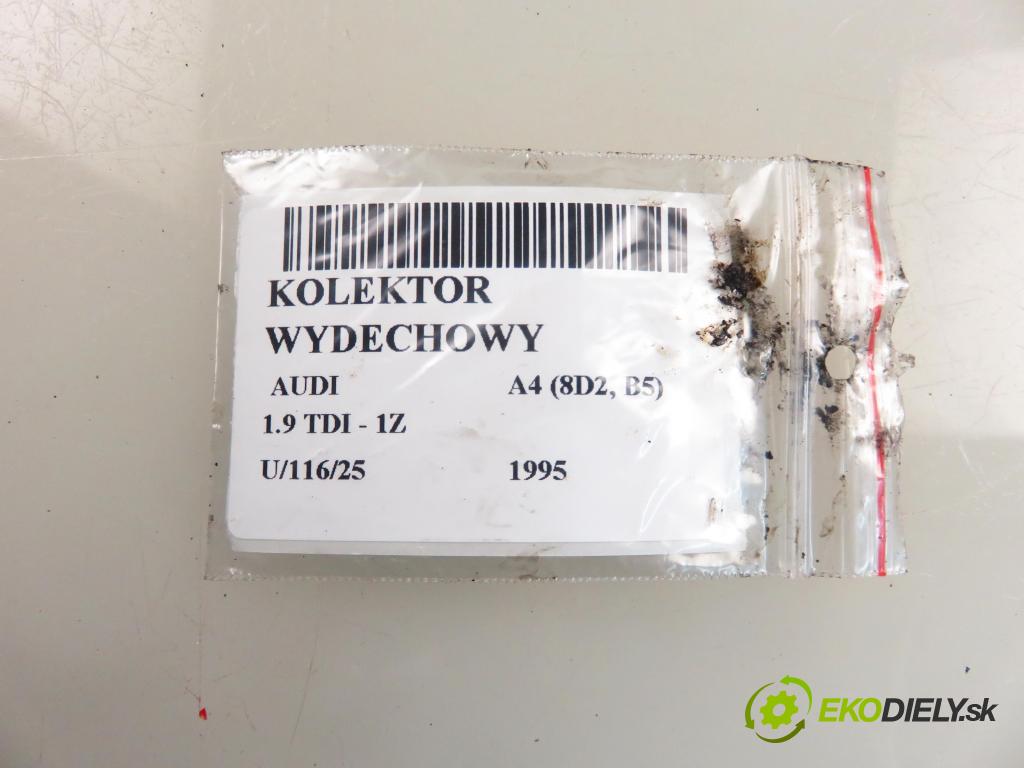 KOLEKTOR
WYDECHOWY
AUDI A4 (8D2, B5)
1.9 TDI - 1Z
U/116/25 1995
EKODIELY.sk